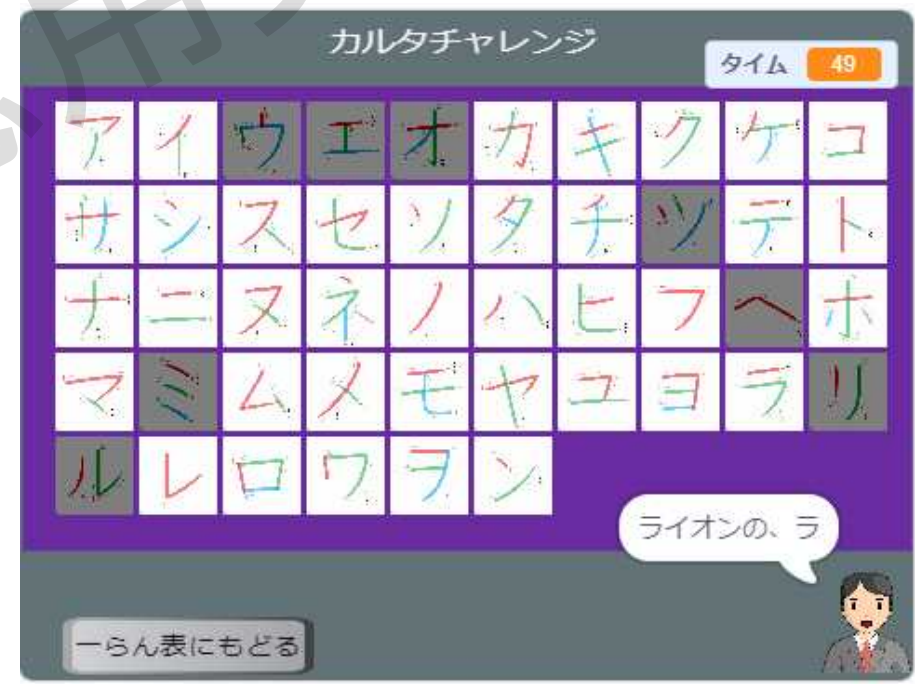 カルタチャレンジ
タイム 49
ア イ ウ エ オ カ キ ク ケ コ
サ シ ス セ ソ タ チ ツ テ ト
ナ ニ ヌ ネ ノ ハ ヒ フ ヘ ホ
マ ミ ム メ モ ヤ ユ ヨ ラ リ
ル レ ロ ワ ヲ ン
ライオンの、ラ
一らん表にもどる